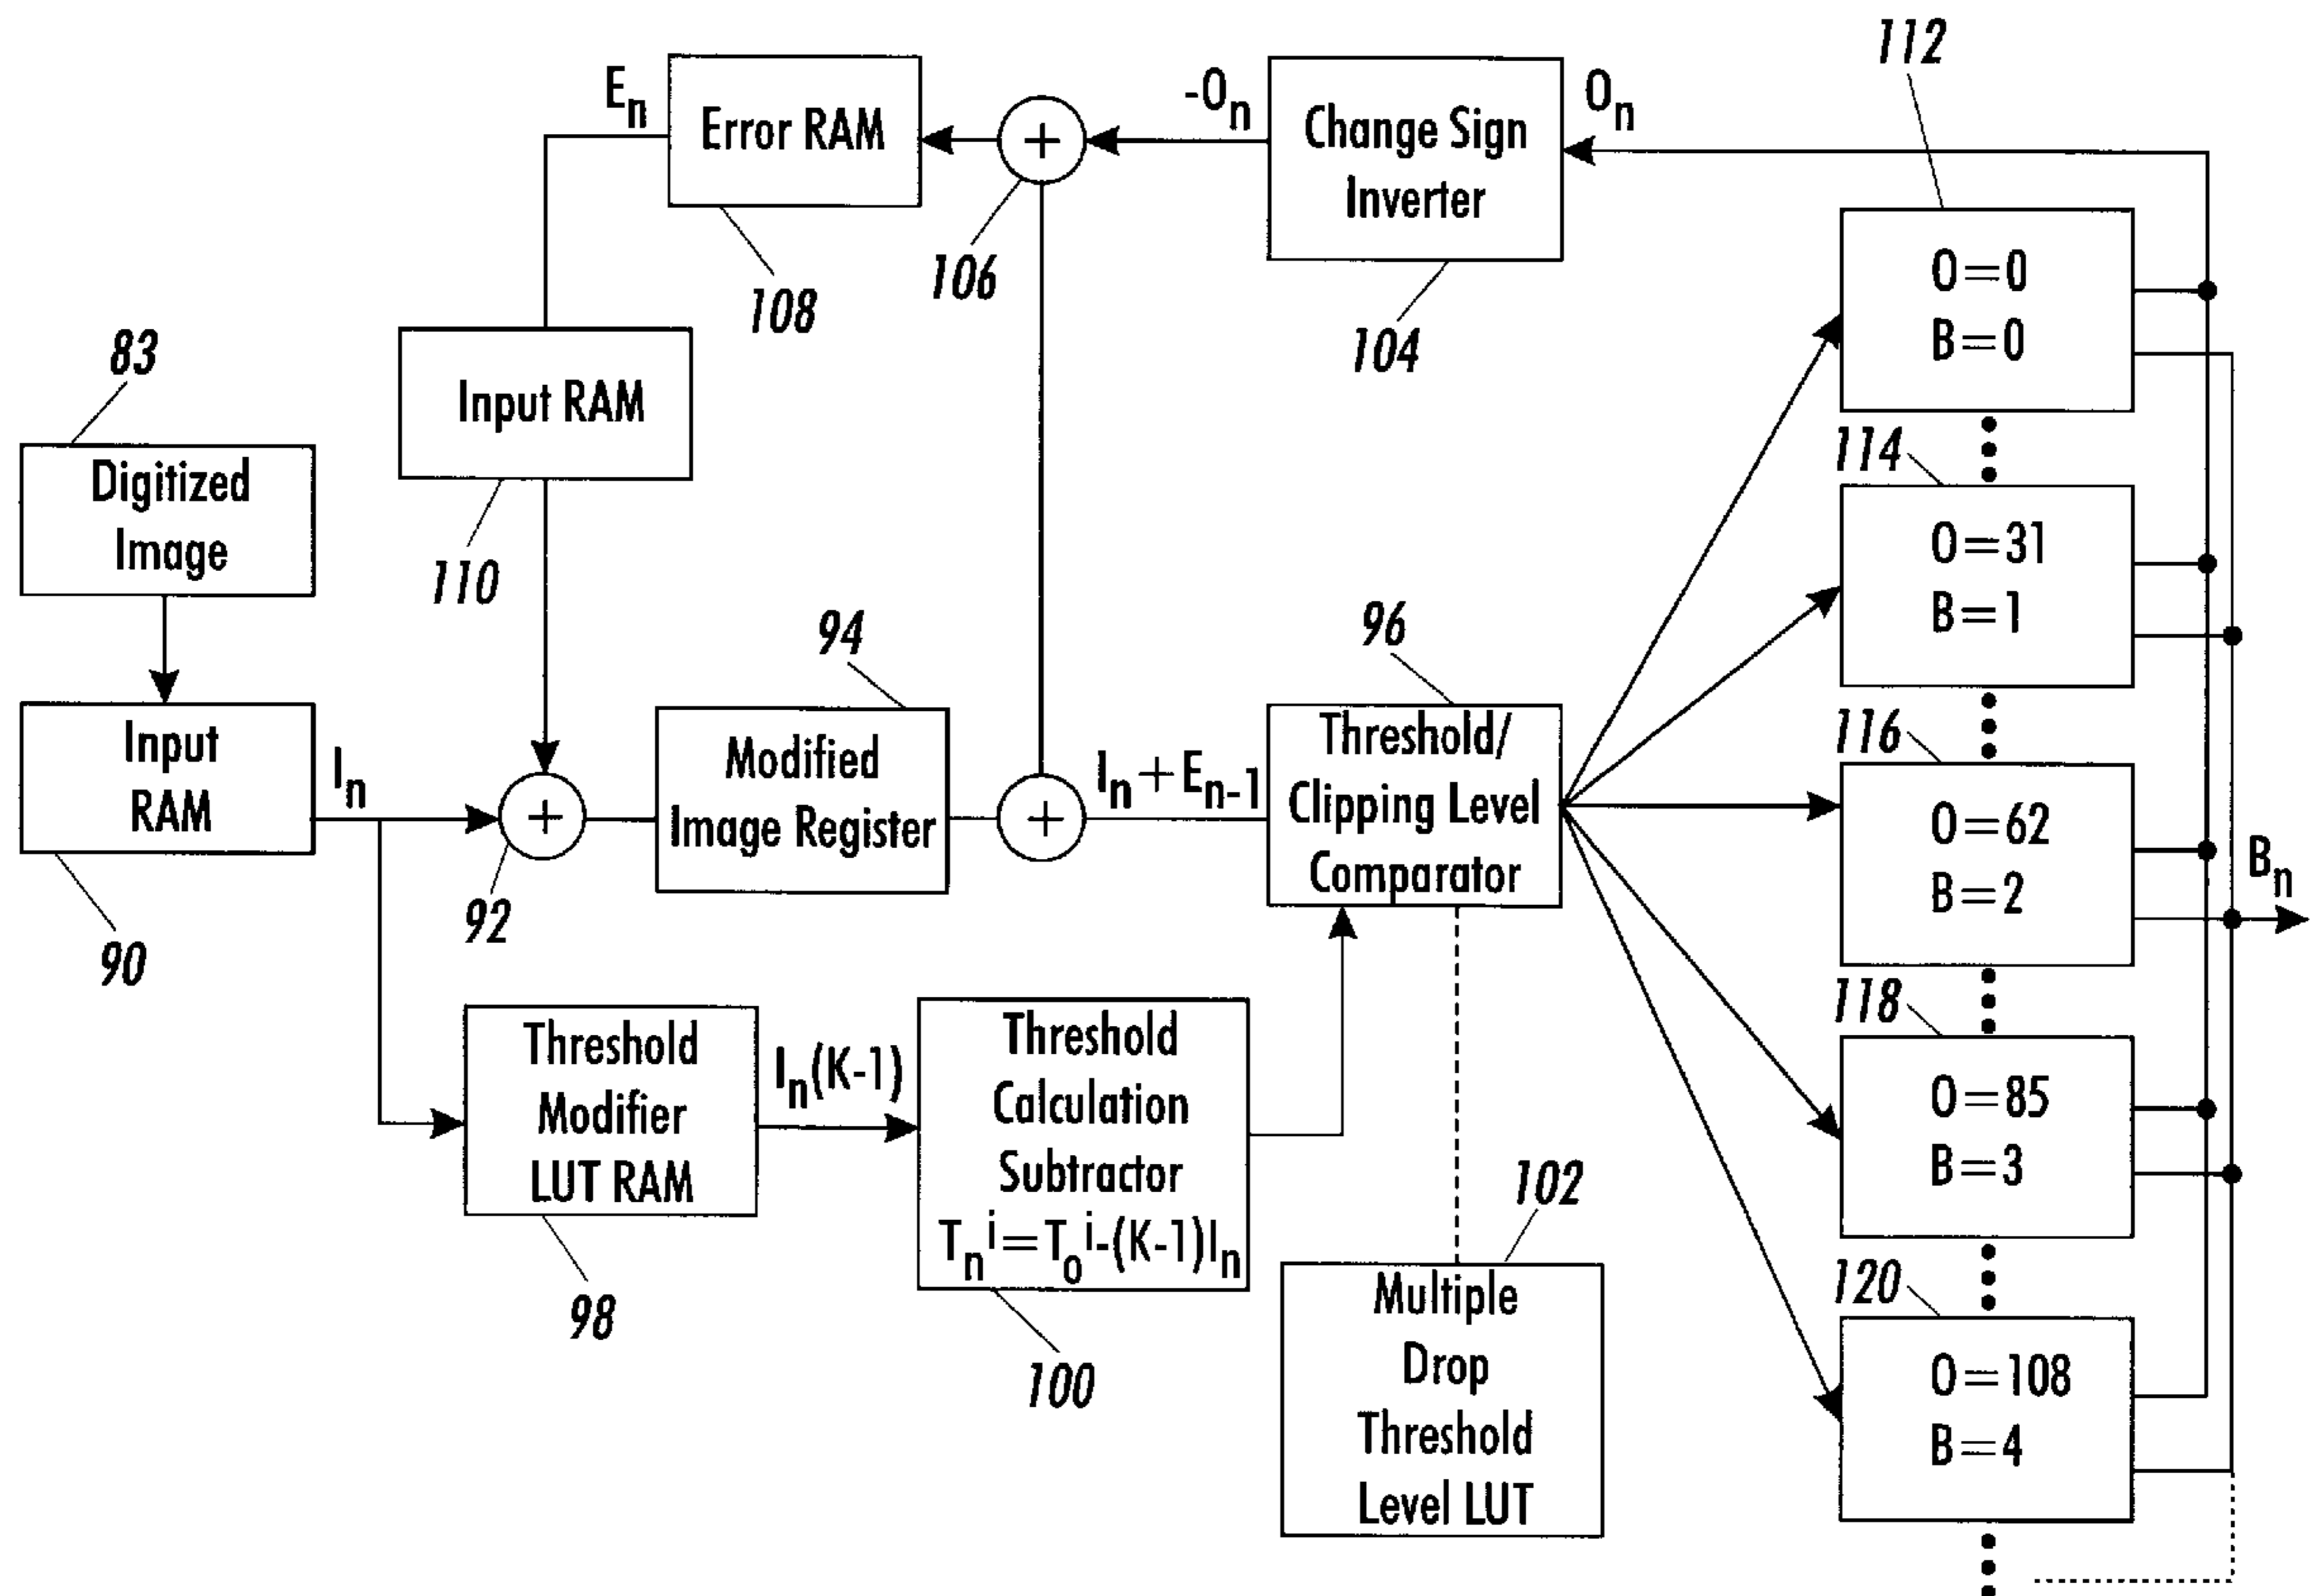 112
Eₙ
Error RAM
108
+
106
-Oₙ
Change Sign
Inverter
104
Oₙ
O=0
B=0
83
Digitized
Image
Input RAM
110
114
O=31
B=1
Input
RAM
90
Iₙ
+
92
94
Modified
Image Register
+
Iₙ+Eₙ₋₁
96
Threshold/
Clipping Level
Comparator
116
O=62
B=2
Bₙ
Threshold
Modifier
LUT RAM
98
Iₙ(K-1)
Threshold
Calculation
Subtractor
Tₙⁱ=Tₒⁱ-(K-1)Iₙ
100
102
Multiple
Drop
Threshold
Level LUT
118
O=85
B=3
120
O=108
B=4